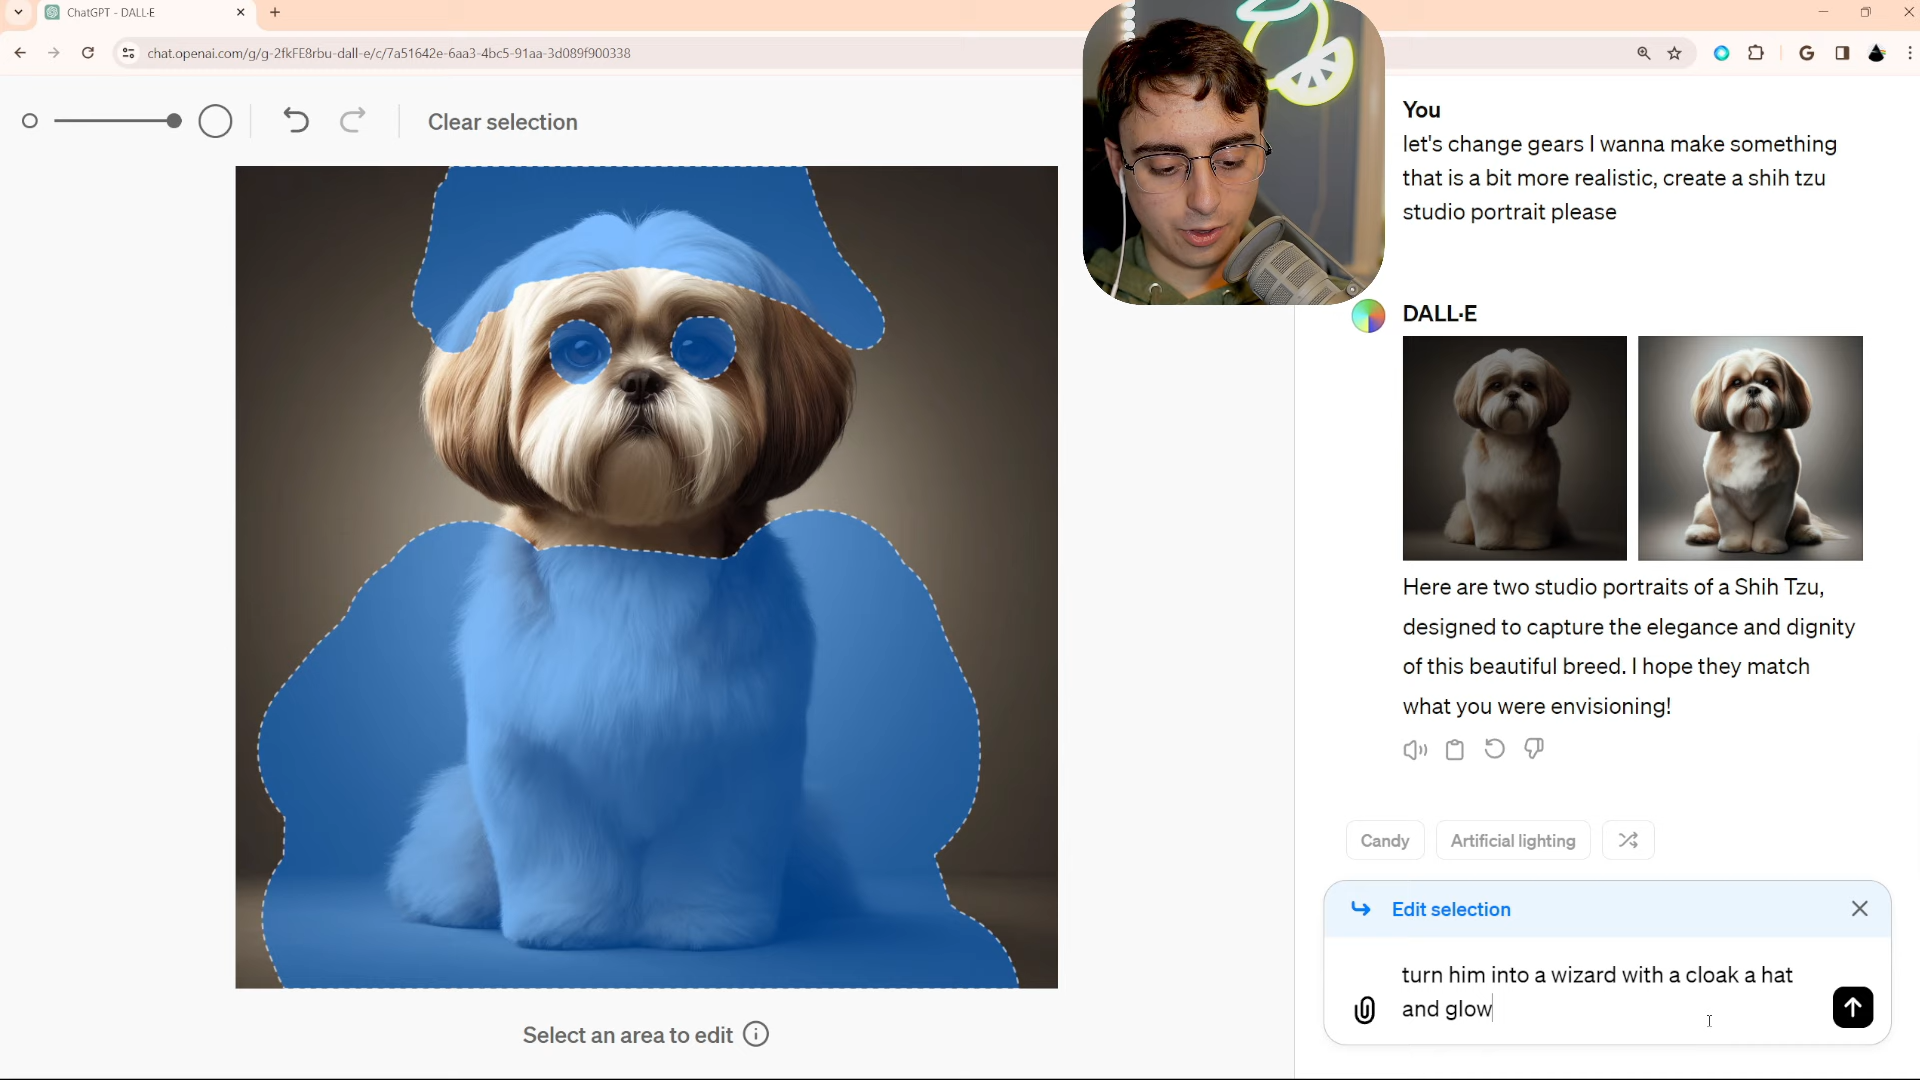 ChatGPT - DALL·E
chat.openai.com/g/g-2fkFE8rbu-dall-e/c/7a51642e-6aa3-4bc5-91aa-3d089f900338
Clear selection
Select an area to edit
You
let's change gears I wanna make something
that is a bit more realistic, create a shih tzu
studio portrait please
DALL·E
Here are two studio portraits of a Shih Tzu,
designed to capture the elegance and dignity
of this beautiful breed. I hope they match
what you were envisioning!
Candy
Artificial lighting
Edit selection
turn him into a wizard with a cloak a hat
and glow